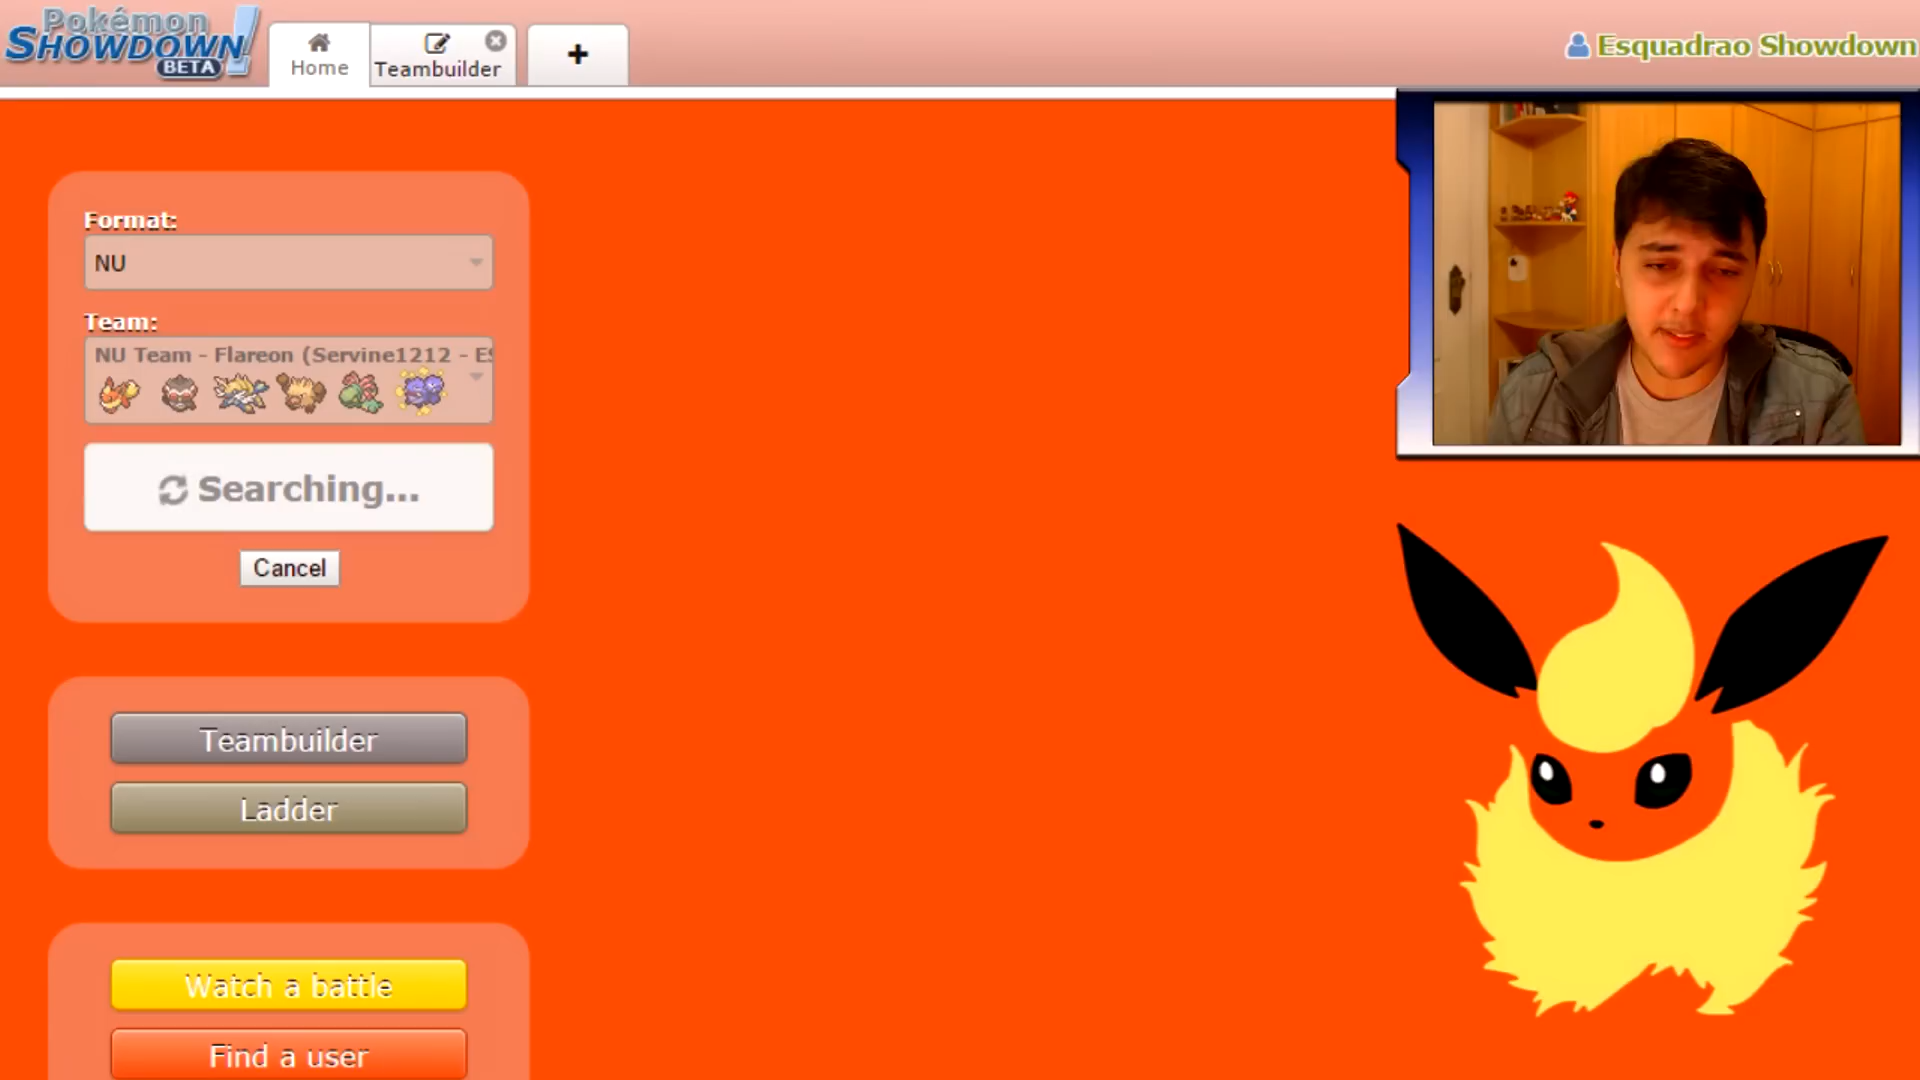 Pokémon
SHOWDOWN!
BETA
Home
Teambuilder
+
Esquadrao Showdown
Format:
NU
Team:
NU Team - Flareon (Servine1212 - ES
Searching...
Cancel
Teambuilder
Ladder
Watch a battle
Find a user